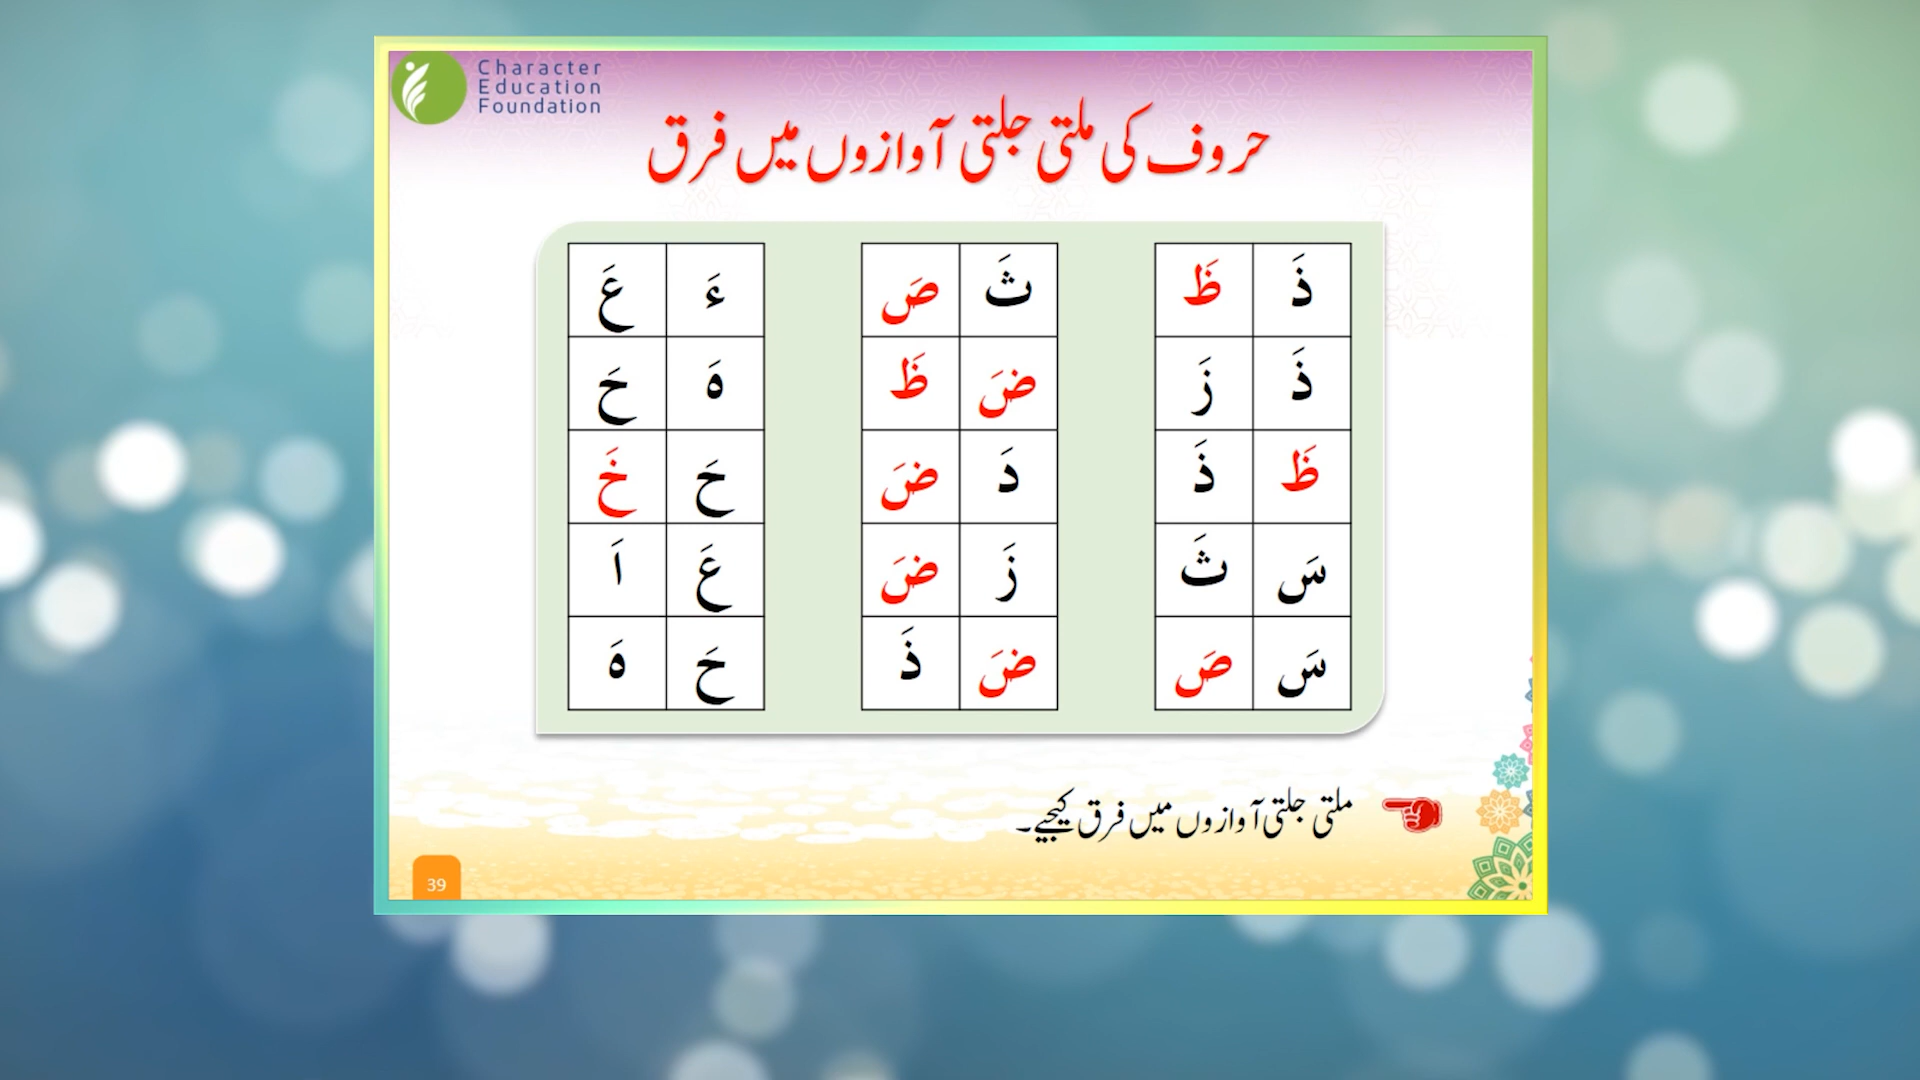 Character
Education
Foundation
حروف کی ملتی جلتی آوازوں میں فرق
ذَ ظَ ثَ صَ ءَ عَ
ذَ زَ ضَ ظَ ہَ حَ
ظَ ذَ دَ ضَ حَ خَ
سَ ثَ زَ ضَ عَ اَ
سَ صَ ضَ ذَ حَ ہَ
ملتی جلتی آوازوں میں فرق کیجیے۔
39